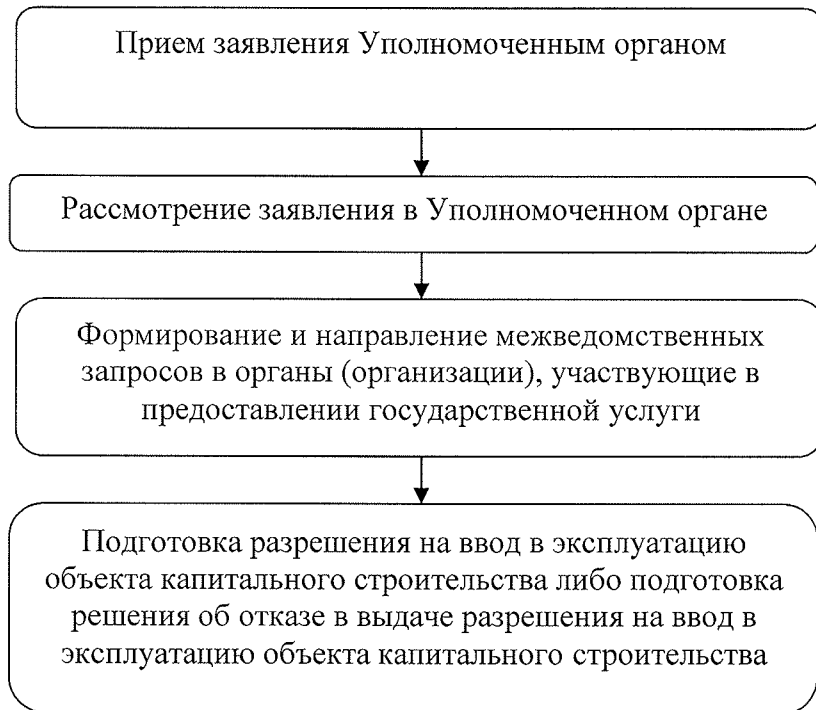 Прием заявления Уполномоченным органом
Рассмотрение заявления в Уполномоченном органе
Формирование и направление межведомственных
запросов в органы (организации), участвующие в
предоставлении государственной услуги
Подготовка разрешения на ввод в эксплуатацию
объекта капитального строительства либо подготовка
решения об отказе в выдаче разрешения на ввод в
эксплуатацию объекта капитального строительства